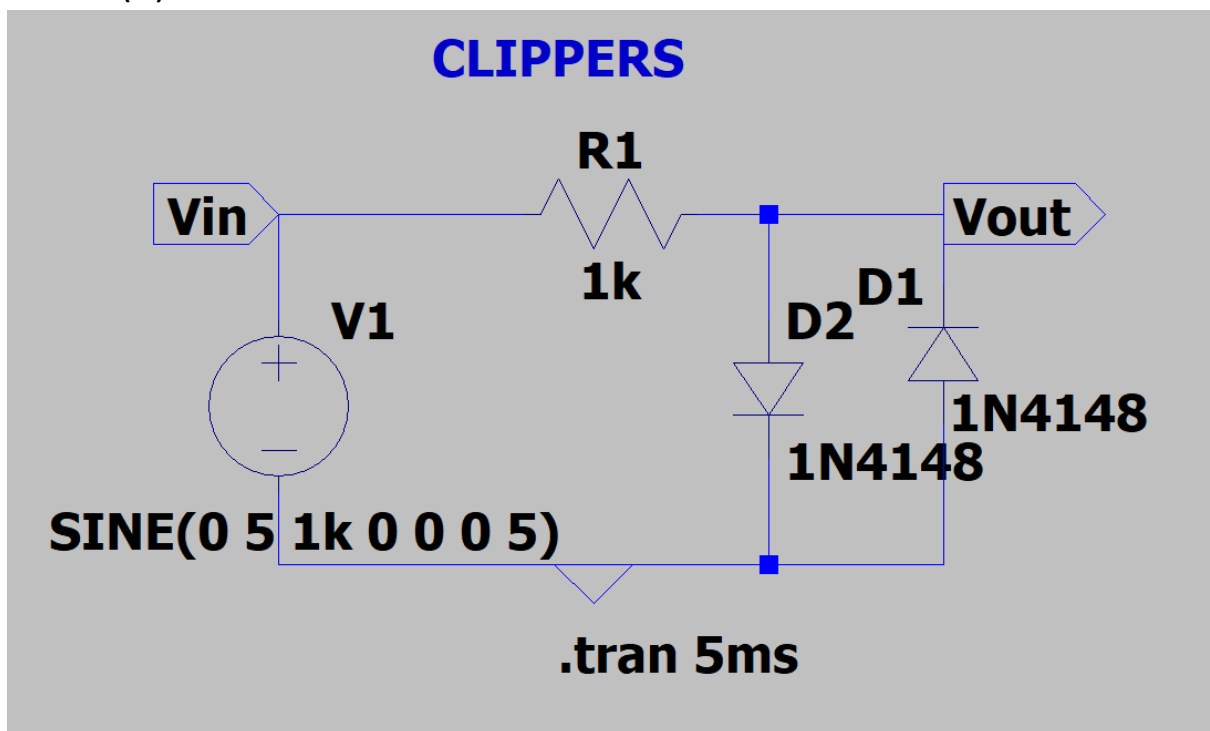 CLIPPERS
R1
Vin
Vout
1k
D1
V1
D2
1N4148
1N4148
SINE(0 5 1k 0 0 0 5)
.tran 5ms